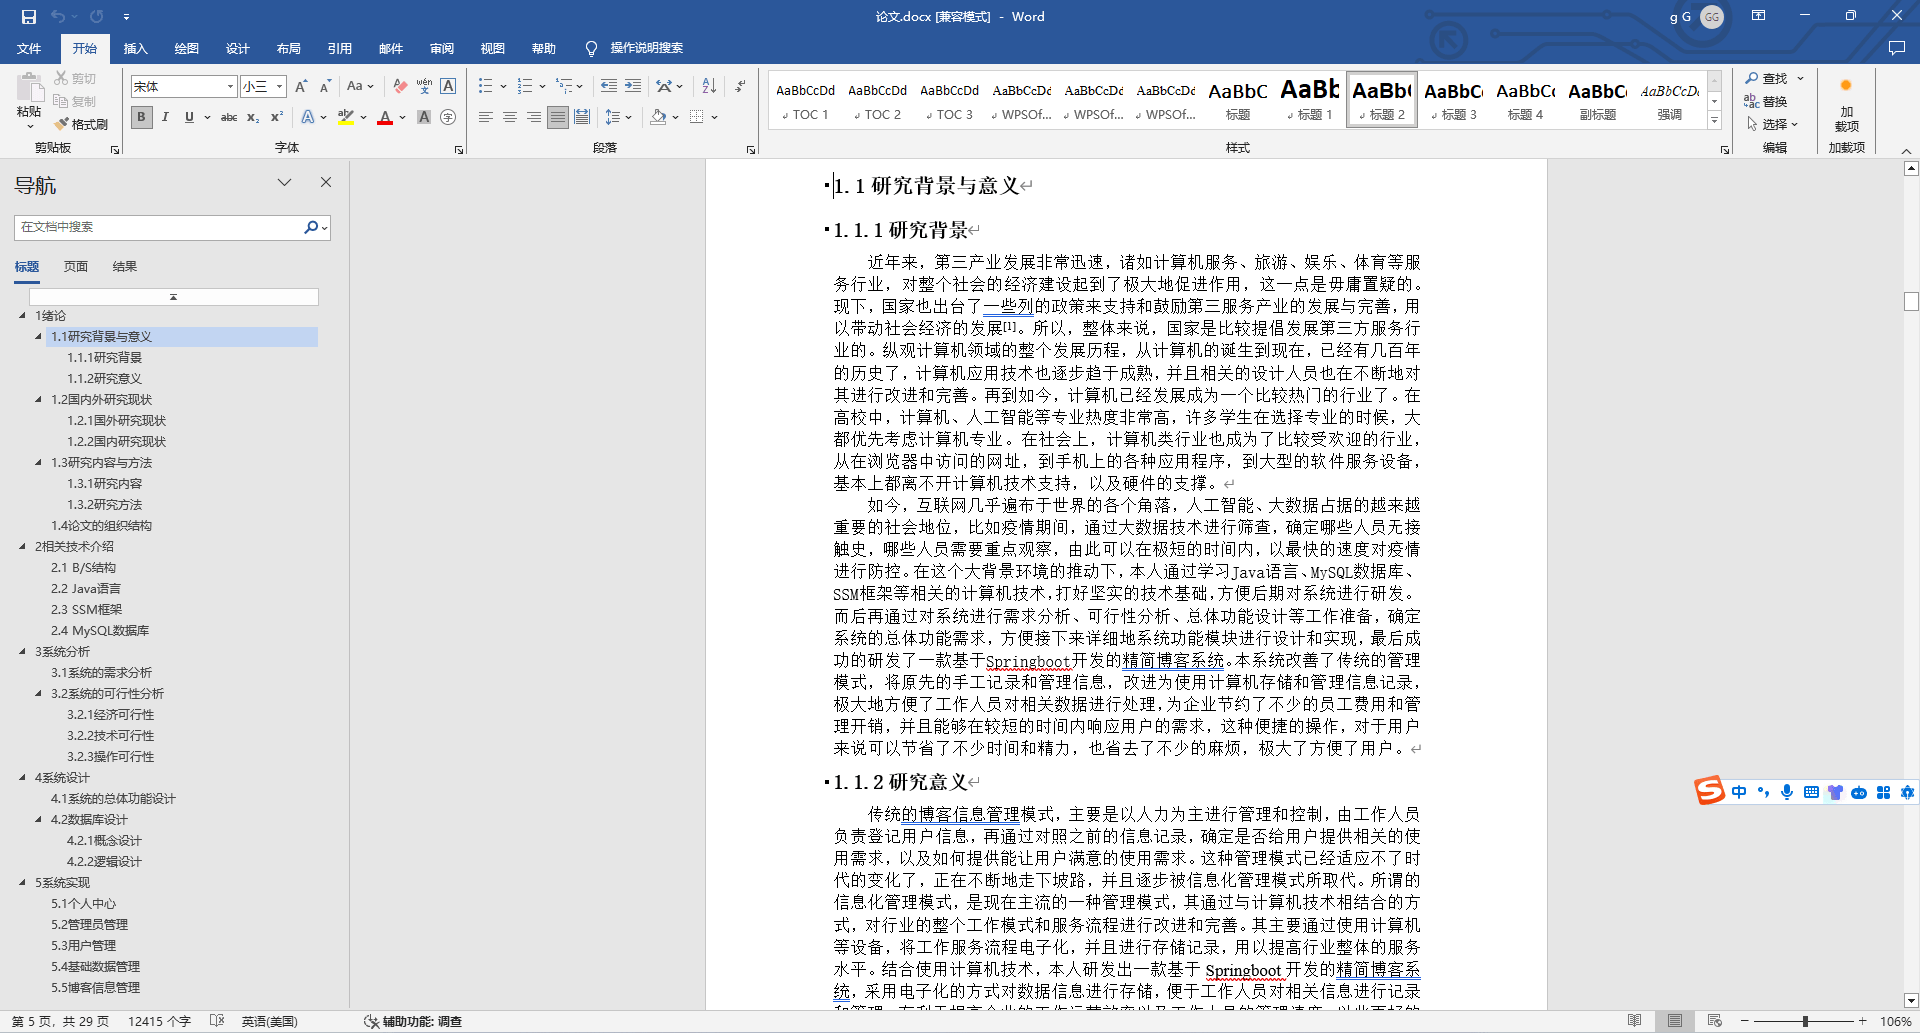 论文.docx [兼容模式] - Word
g G GG
文件 开始 插入 绘图 设计 布局 引用 邮件 审阅 视图 帮助 操作说明搜索
粘贴 剪切 复制 格式刷
宋体 小三 A A Aa wén A
B I U abc x₂ x² A ab A A 字
AaBbCcDd AaBbCcDd AaBbCcDd AaBbCcDd AaBbCcDd AaBbCcDd AaBbC AaBb AaBb( AaBbC AaBbC AaBbC AaBbCcD
TOC 1 TOC 2 TOC 3 WPSOf... WPSOf... WPSOf... 标题 标题 1 标题 2 标题 3 标题 4 副标题 强调
查找 替换 选择
加载项
剪贴板 字体 段落 样式 编辑 加载项
导航
在文档中搜索
标题 页面 结果
1绪论
1.1研究背景与意义
1.1.1研究背景
1.1.2研究意义
1.2国内外研究现状
1.2.1国外研究现状
1.2.2国内研究现状
1.3研究内容与方法
1.3.1研究内容
1.3.2研究方法
1.4论文的组织结构
2相关技术介绍
2.1 B/S结构
2.2 Java语言
2.3 SSM框架
2.4 MySQL数据库
3系统分析
3.1系统的需求分析
3.2系统的可行性分析
3.2.1经济可行性
3.2.2技术可行性
3.2.3操作可行性
4系统设计
4.1系统的总体功能设计
4.2数据库设计
4.2.1概念设计
4.2.2逻辑设计
5系统实现
5.1个人中心
5.2管理员管理
5.3用户管理
5.4基础数据管理
5.5博客信息管理
1.1 研究背景与意义
1.1.1 研究背景
近年来，第三产业发展非常迅速，诸如计算机服务、旅游、娱乐、体育等服
务行业，对整个社会的经济建设起到了极大地促进作用，这一点是毋庸置疑的。
现下，国家也出台了一些列的政策来支持和鼓励第三服务产业的发展与完善，用
以带动社会经济的发展[1]。所以，整体来说，国家是比较提倡发展第三方服务行
业的。纵观计算机领域的整个发展历程，从计算机的诞生到现在，已经有几百年
的历史了，计算机应用技术也逐步趋于成熟，并且相关的设计人员也在不断地对
其进行改进和完善。再到如今，计算机已经发展成为一个比较热门的行业了。在
高校中，计算机、人工智能等专业热度非常高，许多学生在选择专业的时候，大
都优先考虑计算机专业。在社会上，计算机类行业也成为了比较受欢迎的行业，
从在浏览器中访问的网址，到手机上的各种应用程序，到大型的软件服务设备，
基本上都离不开计算机技术支持，以及硬件的支撑。
如今，互联网几乎遍布于世界的各个角落，人工智能、大数据占据的越来越
重要的社会地位，比如疫情期间，通过大数据技术进行筛查，确定哪些人员无接
触史，哪些人员需要重点观察，由此可以在极短的时间内，以最快的速度对疫情
进行防控。在这个大背景环境的推动下，本人通过学习Java语言、MySQL数据库、
SSM框架等相关的计算机技术，打好坚实的技术基础，方便后期对系统进行研发。
而后再通过对系统进行需求分析、可行性分析、总体功能设计等工作准备，确定
系统的总体功能需求，方便接下来详细地系统功能模块进行设计和实现，最后成
功的研发了一款基于Springboot开发的精简博客系统。本系统改善了传统的管理
模式，将原先的手工记录和管理信息，改进为使用计算机存储和管理信息记录，
极大地方便了工作人员对相关数据进行处理，为企业节约了不少的员工费用和管
理开销，并且能够在较短的时间内响应用户的需求，这种便捷的操作，对于用户
来说可以节省了不少时间和精力，也省去了不少的麻烦，极大了方便了用户。
1.1.2 研究意义
传统的博客信息管理模式，主要是以人力为主进行管理和控制，由工作人员
负责登记用户信息，再通过对照之前的信息记录，确定是否给用户提供相关的使
用需求，以及如何提供能让用户满意的使用需求。这种管理模式已经适应不了时
代的变化了，正在不断地走下坡路，并且逐步被信息化管理模式所取代。所谓的
信息化管理模式，是现在主流的一种管理模式，其通过与计算机技术相结合的方
式，对行业的整个工作模式和服务流程进行改进和完善。其主要通过使用计算机
等设备，将工作服务流程电子化，并且进行存储记录，用以提高行业整体的服务
水平。结合使用计算机技术，本人研发出一款基于 Springboot 开发的精简博客系
统，采用电子化的方式对数据信息进行存储，便于工作人员对相关信息进行记录
中
第 5 页，共 29 页 12415 个字 英语(美国) 辅助功能: 调查 106%